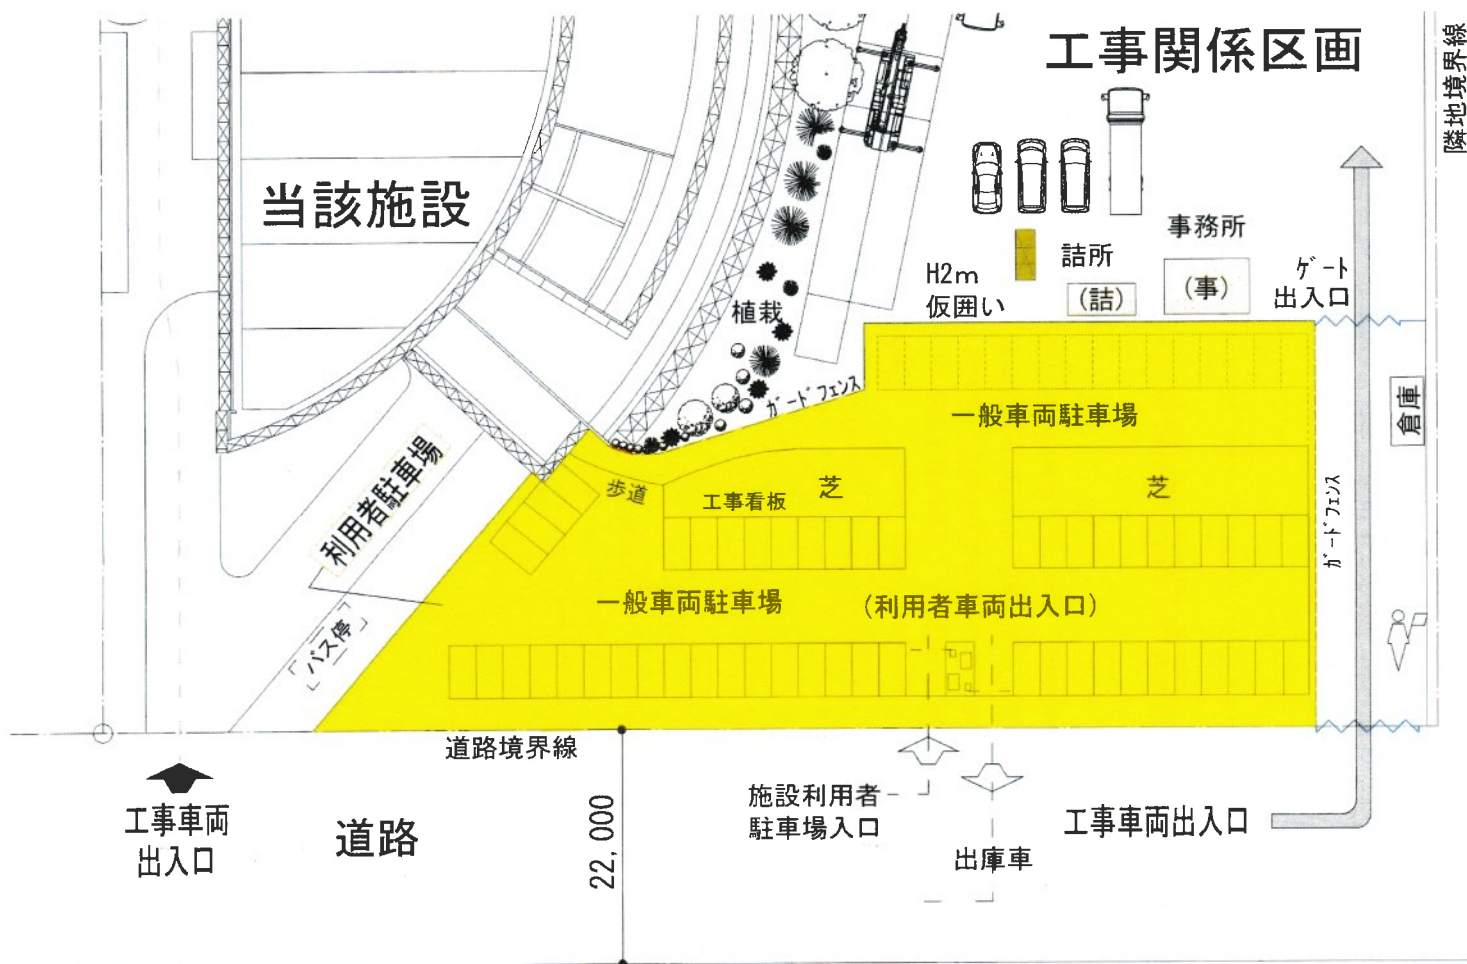 工事関係区画
隣地境界線
当該施設
事務所
詰所
(詰)
(事)
H2m
仮囲い
ゲート
出入口
植栽
ガードフェンス
一般車両駐車場
倉庫
利用者駐車場
歩道
工事看板
芝
芝
ガードフェンス
一般車両駐車場
(利用者車両出入口)
バス停
道路境界線
工事車両
出入口
道路
22,000
施設利用者
駐車場入口
出庫車
工事車両出入口